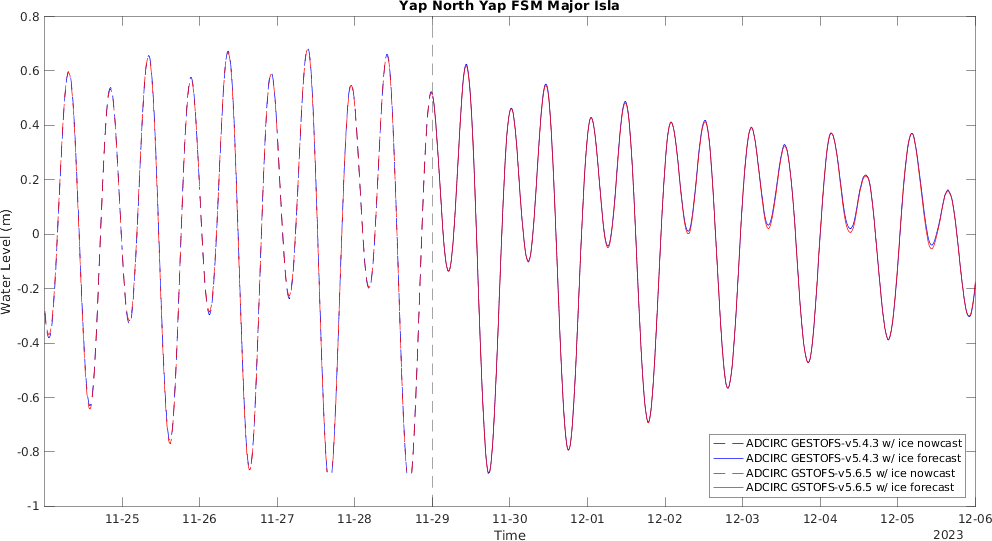 Yap North Yap FSM Major Isla
0.8
0.6
0.4
0.2
0
-0.2
-0.4
-0.6
-0.8
-1
Water Level (m)
11-25 11-26 11-27 11-28 11-29 11-30 12-01 12-02 12-03 12-04 12-05 12-06
Time
2023
ADCIRC GESTOFS-v5.4.3 w/ ice nowcast
ADCIRC GESTOFS-v5.4.3 w/ ice forecast
ADCIRC GSTOFS-v5.6.5 w/ ice nowcast
ADCIRC GSTOFS-v5.6.5 w/ ice forecast